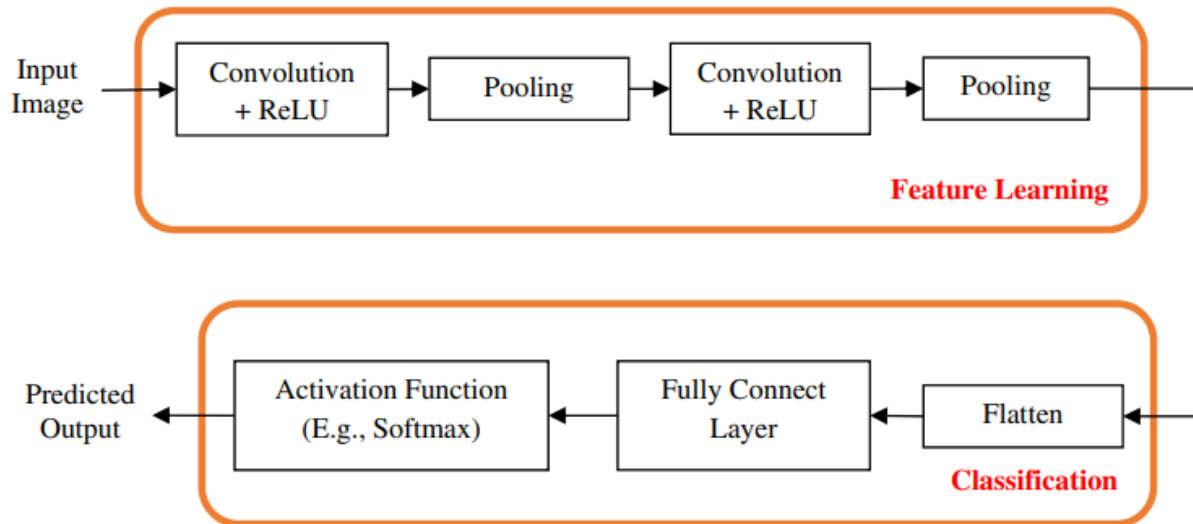 Input
Image
Convolution
+ ReLU
Pooling
Convolution
+ ReLU
Pooling
Feature Learning
Predicted
Output
Activation Function
(E.g., Softmax)
Fully Connect
Layer
Flatten
Classification